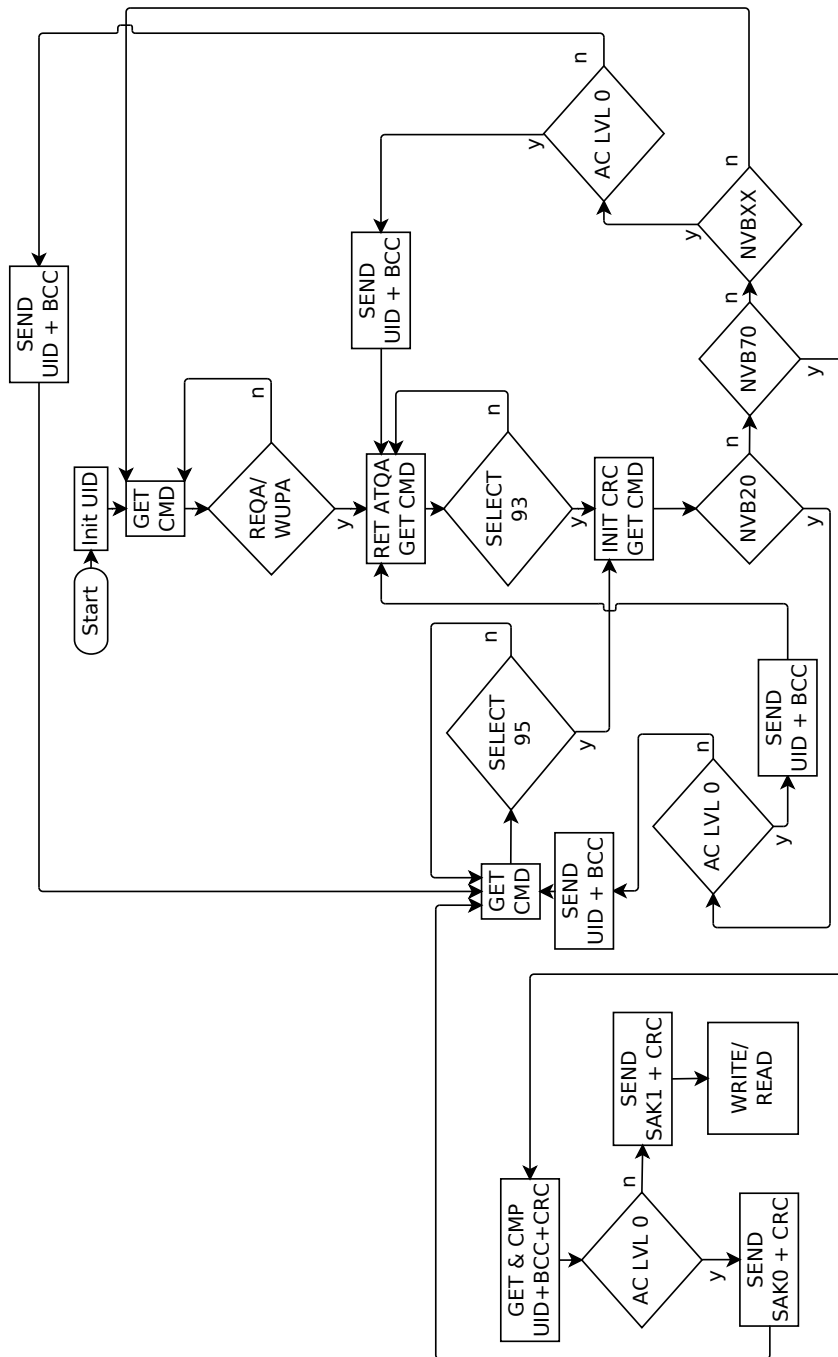 Start
Init UID
GET
CMD
REQA/
WUPA
n
y
RET ATQA
GET CMD
SELECT
93
n
y
INIT CRC
GET CMD
NVB20
n
y
NVB70
n
y
NVBXX
n
y
AC LVL 0
n
y
SEND
UID + BCC
SEND
UID + BCC
GET
CMD
SELECT
95
n
y
SEND
UID + BCC
AC LVL 0
n
y
SEND
UID + BCC
GET & CMP
UID+BCC+CRC
AC LVL 0
n
y
SEND
SAK1 + CRC
WRITE/
READ
SEND
SAK0 + CRC